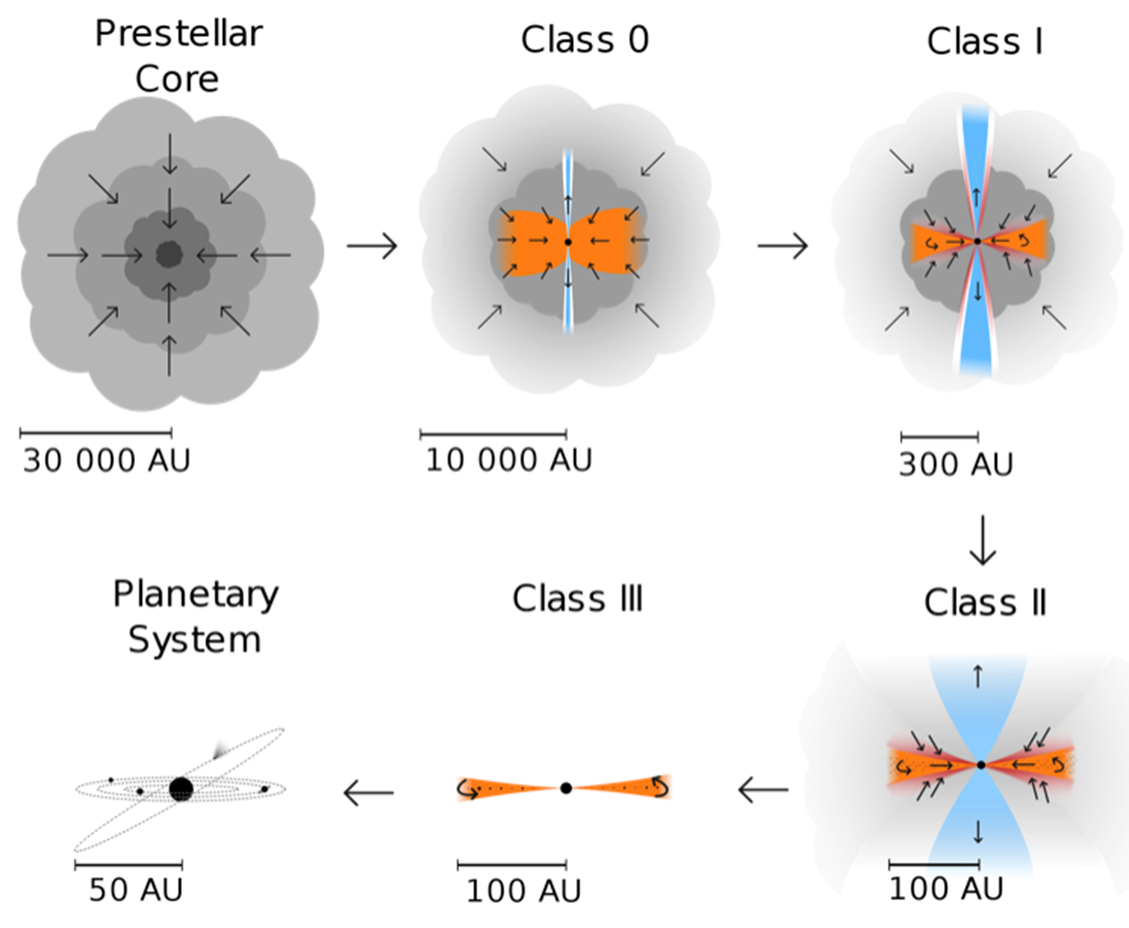 Prestellar
Core
Class 0
Class I
30 000 AU
10 000 AU
300 AU
Planetary
System
Class III
Class II
50 AU
100 AU
100 AU